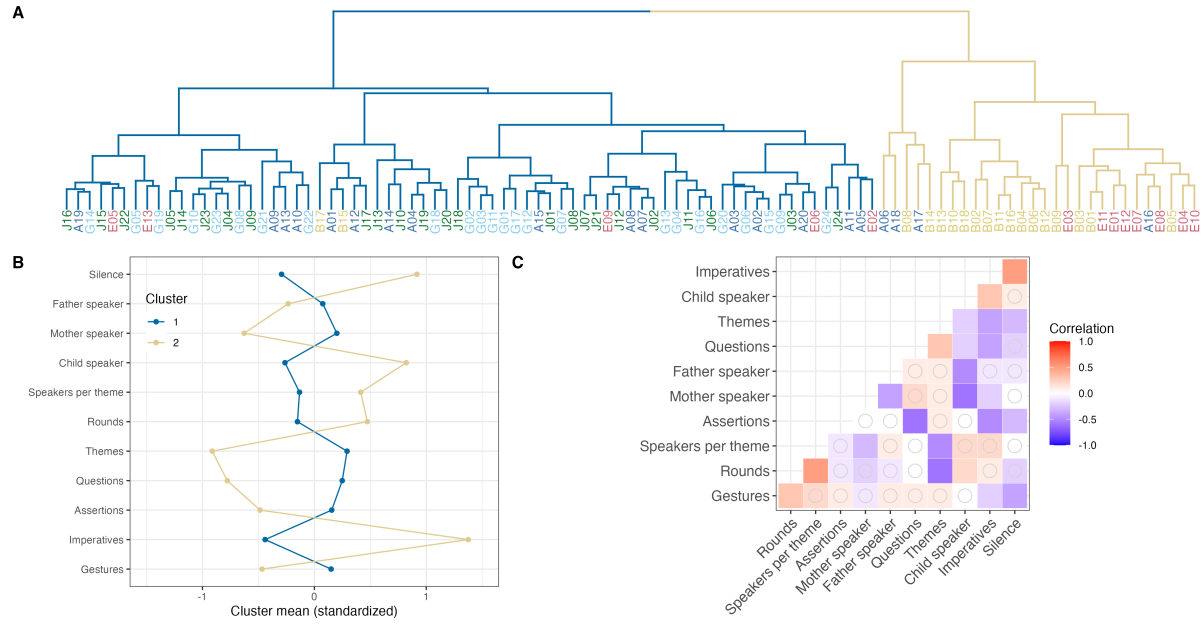 A
J16 A19 G14 J15 E05 J22 G05 E13 G19 J05 J14 G10 J23 G23 J04 G08 J09 G21 A09 A13 A10 G22 B17 A01 B15 A12 J17 J13 A14 J10 A04 J19 G18 J20 J18 G02 G03 G11 G01 G17 G12 A15 J01 G07 J08 J07 J21 E09 J12 A08 A07 J02 G13 G04 J11 G16 J06 G20 A03 G06 A02 G15 G09 J03 A20 E06 G24 J24 A11 A05 E02 A06 A18 B08 A17 B14 B13 B10 B18 B02 B07 B11 B16 B04 B06 B12 B09 E03 B03 B01 E11 E01 E12 E07 A16 E08 B05 E04 E10
B
Silence
Father speaker
Mother speaker
Child speaker
Speakers per theme
Rounds
Themes
Questions
Assertions
Imperatives
Gestures
Cluster
1
2
-1 0 1
Cluster mean (standardized)
C
Imperatives
Child speaker
Themes
Questions
Father speaker
Mother speaker
Assertions
Speakers per theme
Rounds
Gestures
Rounds
Speakers per theme
Assertions
Mother speaker
Father speaker
Questions
Themes
Child speaker
Imperatives
Silence
Correlation
1.0
0.5
0.0
-0.5
-1.0